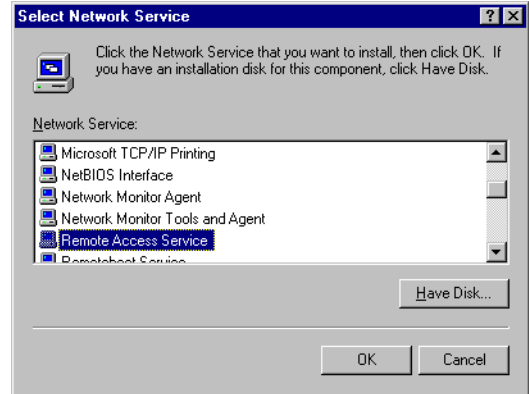 Select Network Service
Click the Network Service that you want to install, then click OK. If
you have an installation disk for this component, click Have Disk.
Network Service:
Microsoft TCP/IP Printing
NetBIOS Interface
Network Monitor Agent
Network Monitor Tools and Agent
Remote Access Service
Remoteboot Service
Have Disk...
OK
Cancel